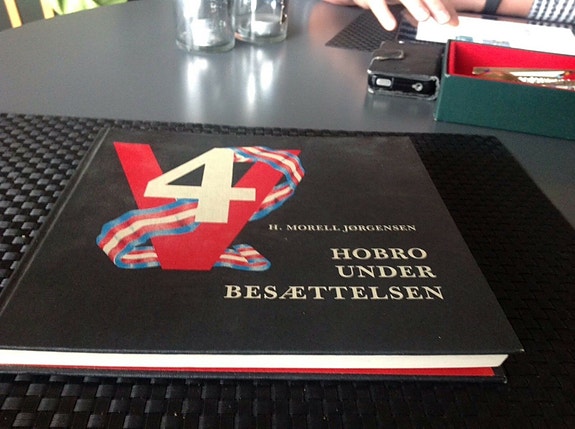 V
4
H. MORELL JØRGENSEN
HOBRO
UNDER
BESÆTTELSEN